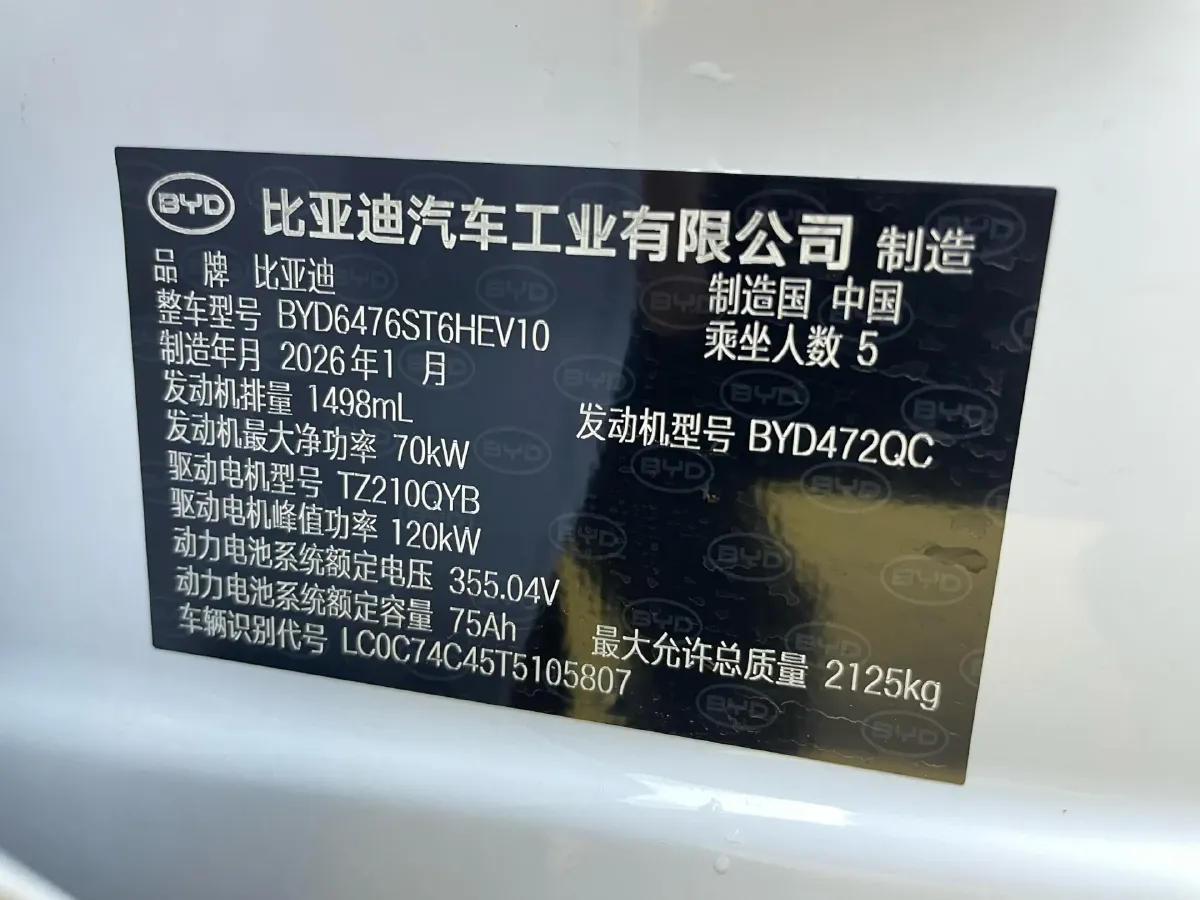 BYD 比亚迪汽车工业有限公司 制造
品 牌 比亚迪 制造国 中国
整车型号 BYD6476ST6HEV10 乘坐人数 5
制造年月 2026年1 月
发动机排量 1498mL 发动机型号 BYD472QC
发动机最大净功率 70kW
驱动电机型号 TZ210QYB
驱动电机峰值功率 120kW
动力电池系统额定电压 355.04V
动力电池系统额定容量 75Ah 最大允许总质量 2125kg
车辆识别代号 LC0C74C45T5105807